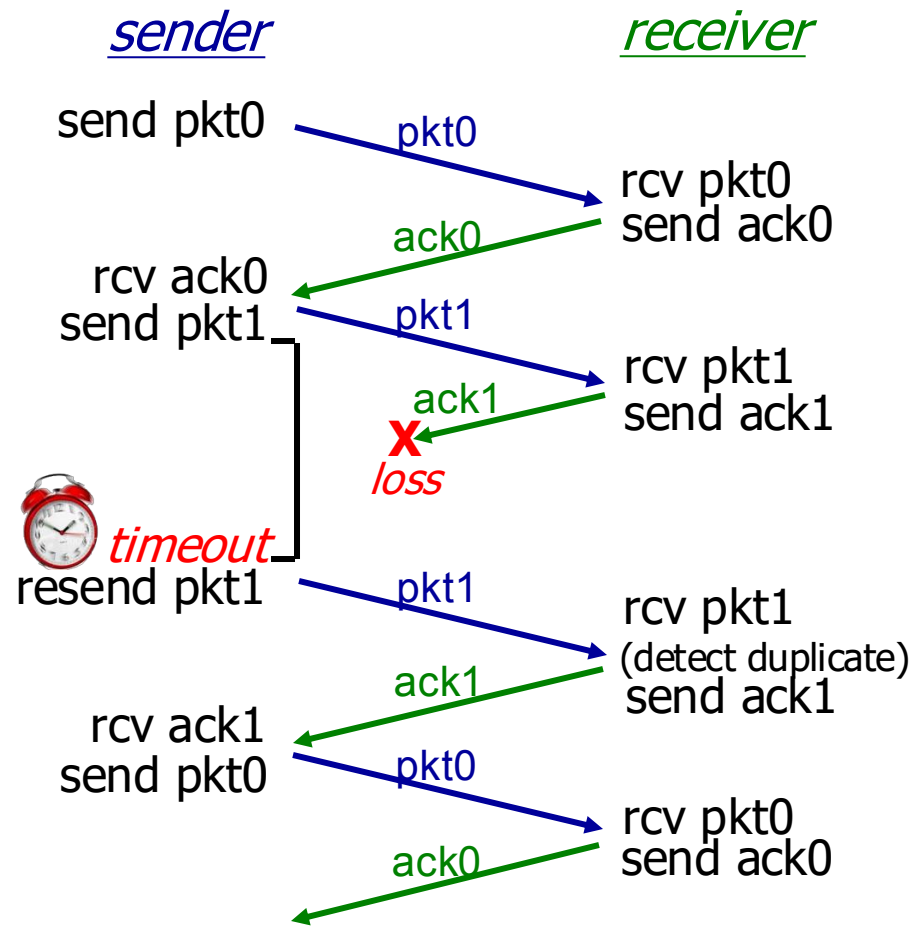 sender
receiver
send pkt0
pkt0
rcv pkt0
send ack0
ack0
rcv ack0
send pkt1
pkt1
rcv pkt1
send ack1
ack1
X
loss
timeout
resend pkt1
pkt1
rcv pkt1
(detect duplicate)
send ack1
ack1
rcv ack1
send pkt0
pkt0
rcv pkt0
send ack0
ack0